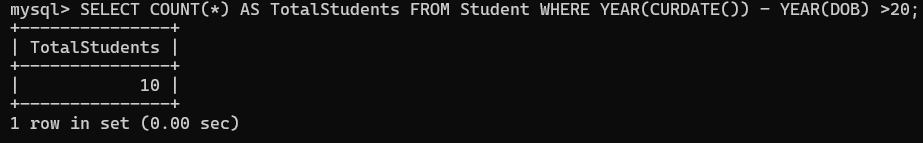 mysql> SELECT COUNT(*) AS TotalStudents FROM Student WHERE YEAR(CURDATE()) - YEAR(DOB) >20;
+---------------+
| TotalStudents |
+---------------+
|            10 |
+---------------+
1 row in set (0.00 sec)